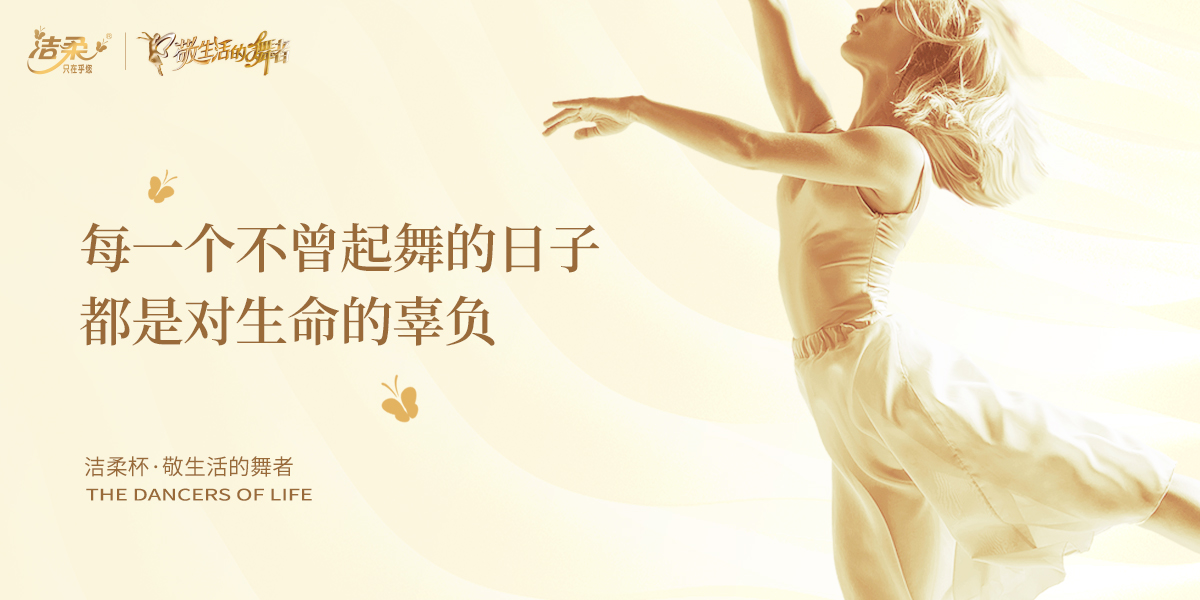 洁柔®
只在乎您
敬生活的舞者
每一个不曾起舞的日子
都是对生命的辜负
洁柔杯·敬生活的舞者
THE DANCERS OF LIFE